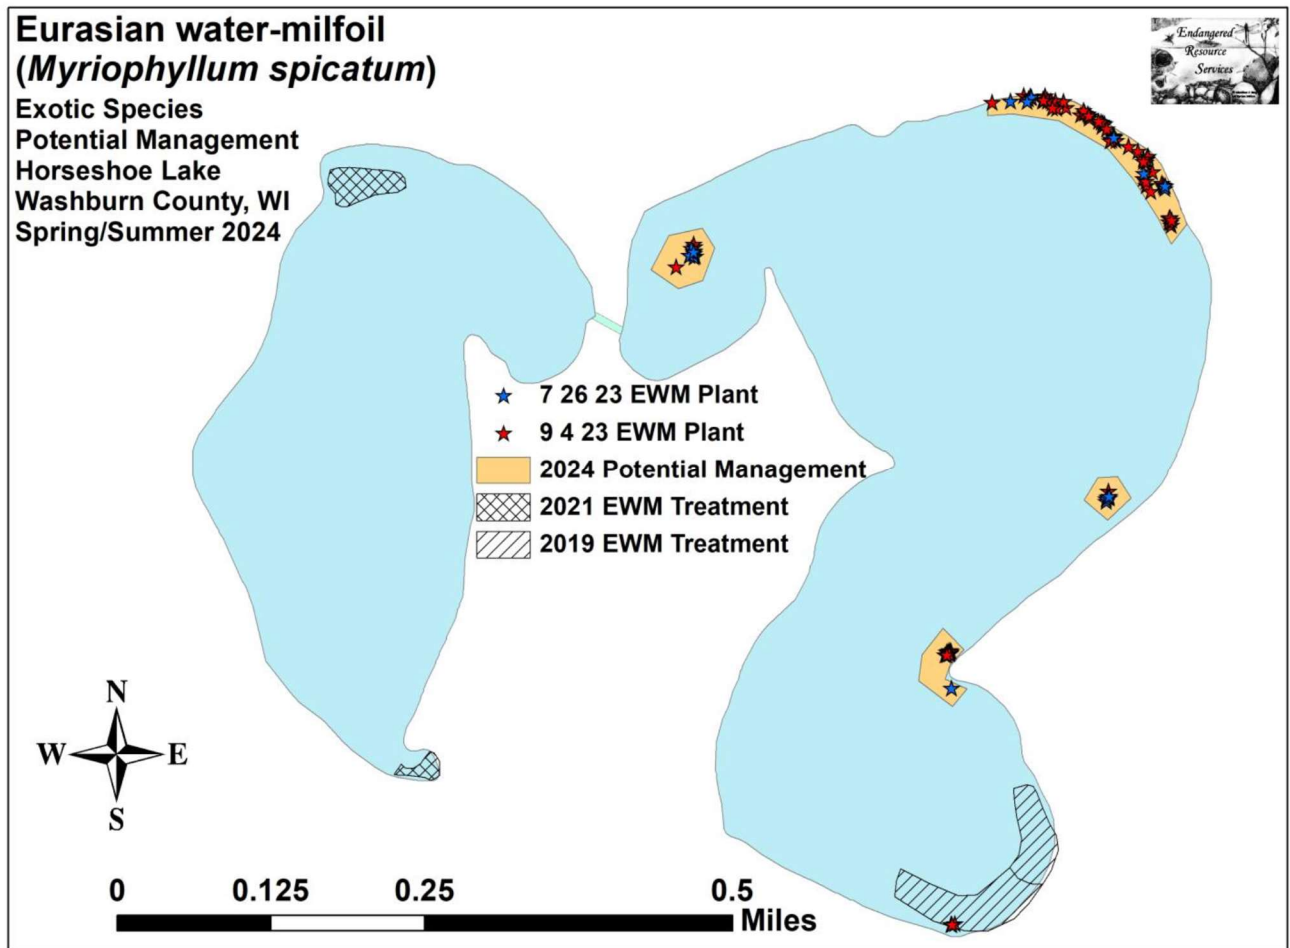 Eurasian water-milfoil
(Myriophyllum spicatum)
Exotic Species
Potential Management
Horseshoe Lake
Washburn County, WI
Spring/Summer 2024
Endangered
Resource
Services
7 26 23 EWM Plant
9 4 23 EWM Plant
2024 Potential Management
2021 EWM Treatment
2019 EWM Treatment
N
W E
S
0 0.125 0.25 0.5
Miles